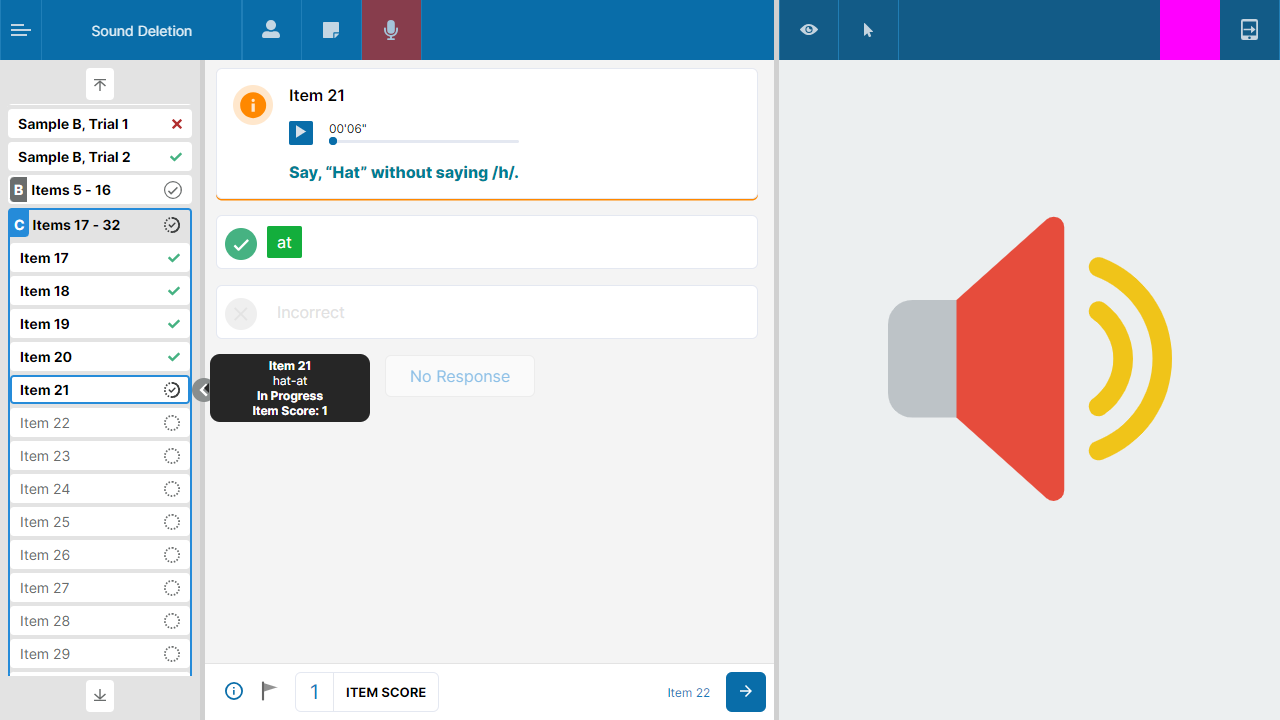 Sound Deletion
Sample B, Trial 1
Sample B, Trial 2
B Items 5 - 16
C Items 17 - 32
Item 17
Item 18
Item 19
Item 20
Item 21
Item 22
Item 23
Item 24
Item 25
Item 26
Item 27
Item 28
Item 29
Item 21
00'06"
Say, “Hat” without saying /h/.
at
Incorrect
Item 21
hat-at
In Progress
Item Score: 1
No Response
1 ITEM SCORE
Item 22